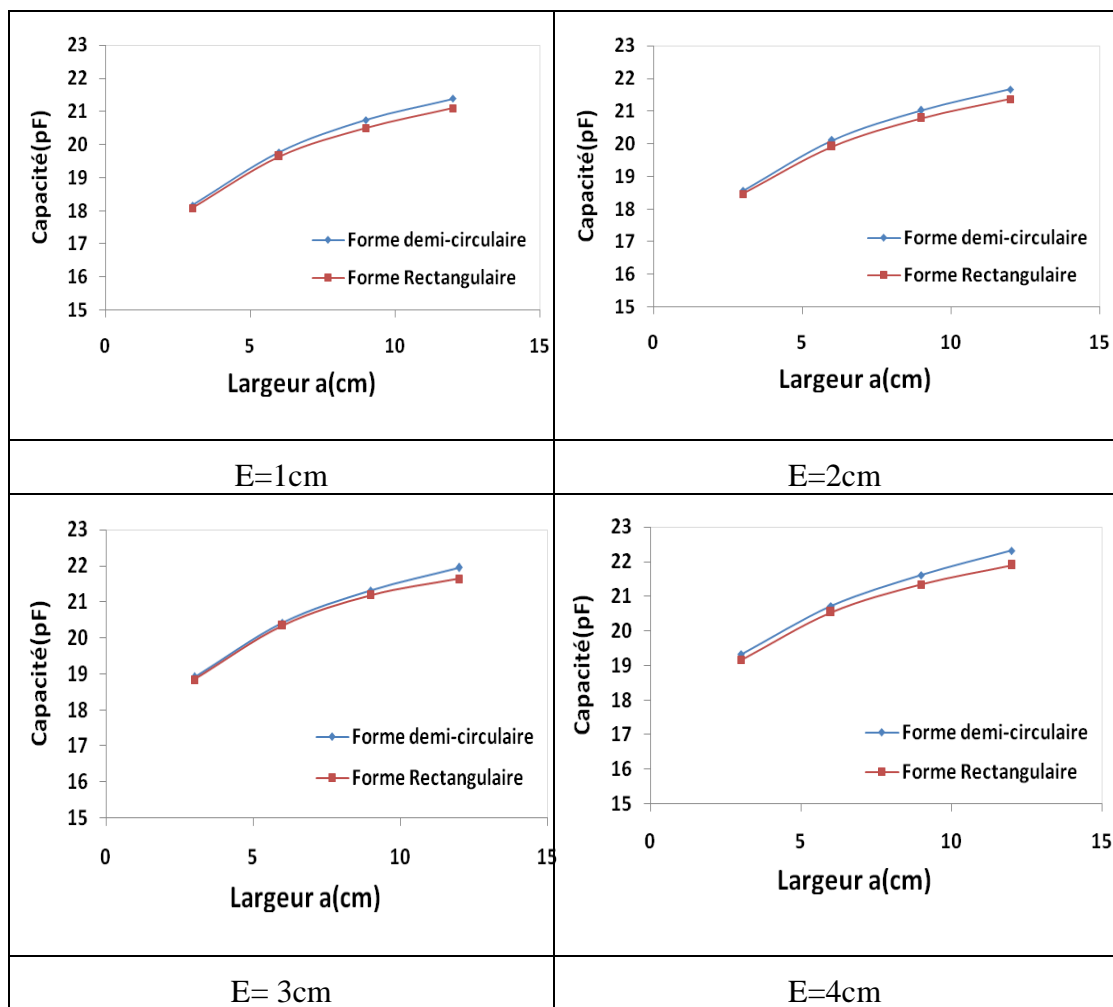 23
22
21
20
19
18
17
16
15
Capacité(pF)
Forme demi-circulaire
Forme Rectangulaire
0 5 10 15
Largeur a(cm)
E=1cm
23
22
21
20
19
18
17
16
15
Capacité(pF)
Forme demi-circulaire
Forme Rectangulaire
0 5 10 15
Largeur a(cm)
E=2cm
23
22
21
20
19
18
17
16
15
Capacité(pF)
Forme demi-circulaire
Forme Rectangulaire
0 5 10 15
Largeur a(cm)
E= 3cm
23
22
21
20
19
18
17
16
15
Capacité(pF)
Forme demi-circulaire
Forme Rectangulaire
0 5 10 15
Largeur a(cm)
E=4cm